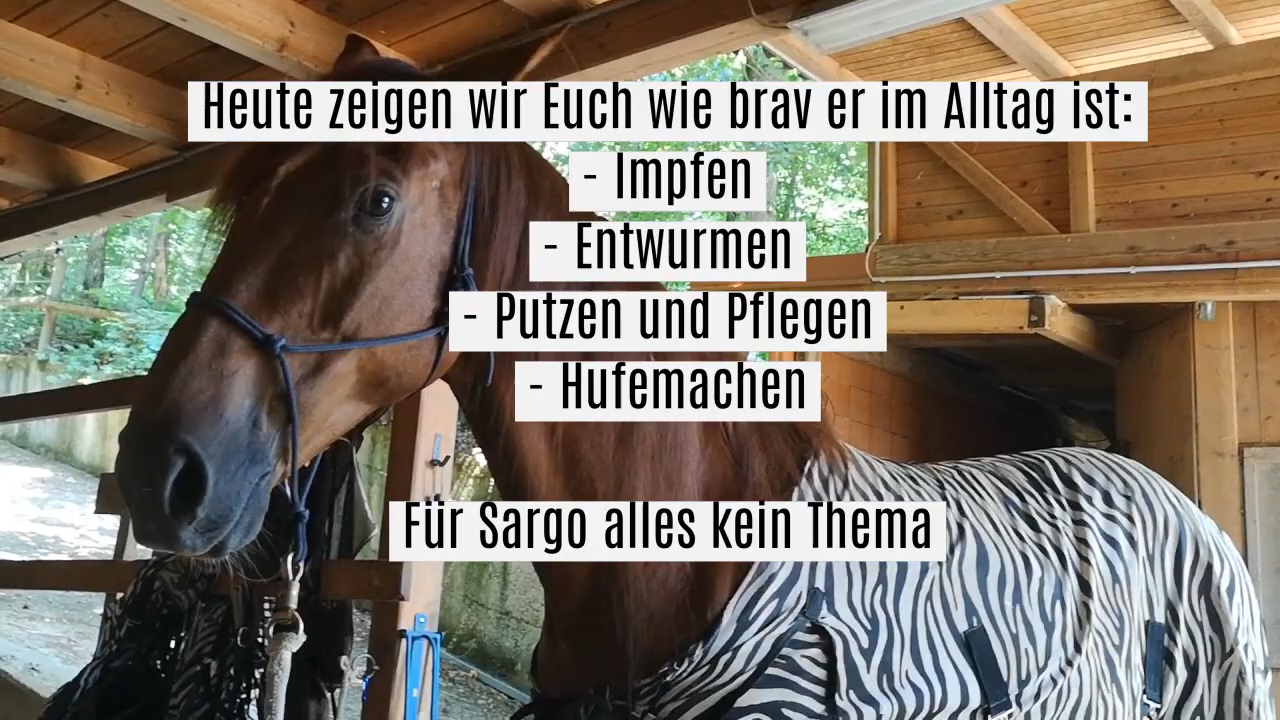 Heute zeigen wir Euch wie brav er im Alltag ist:
- Impfen
- Entwurmen
- Putzen und Pflegen
- Hufemachen
Für Sargo alles kein Thema